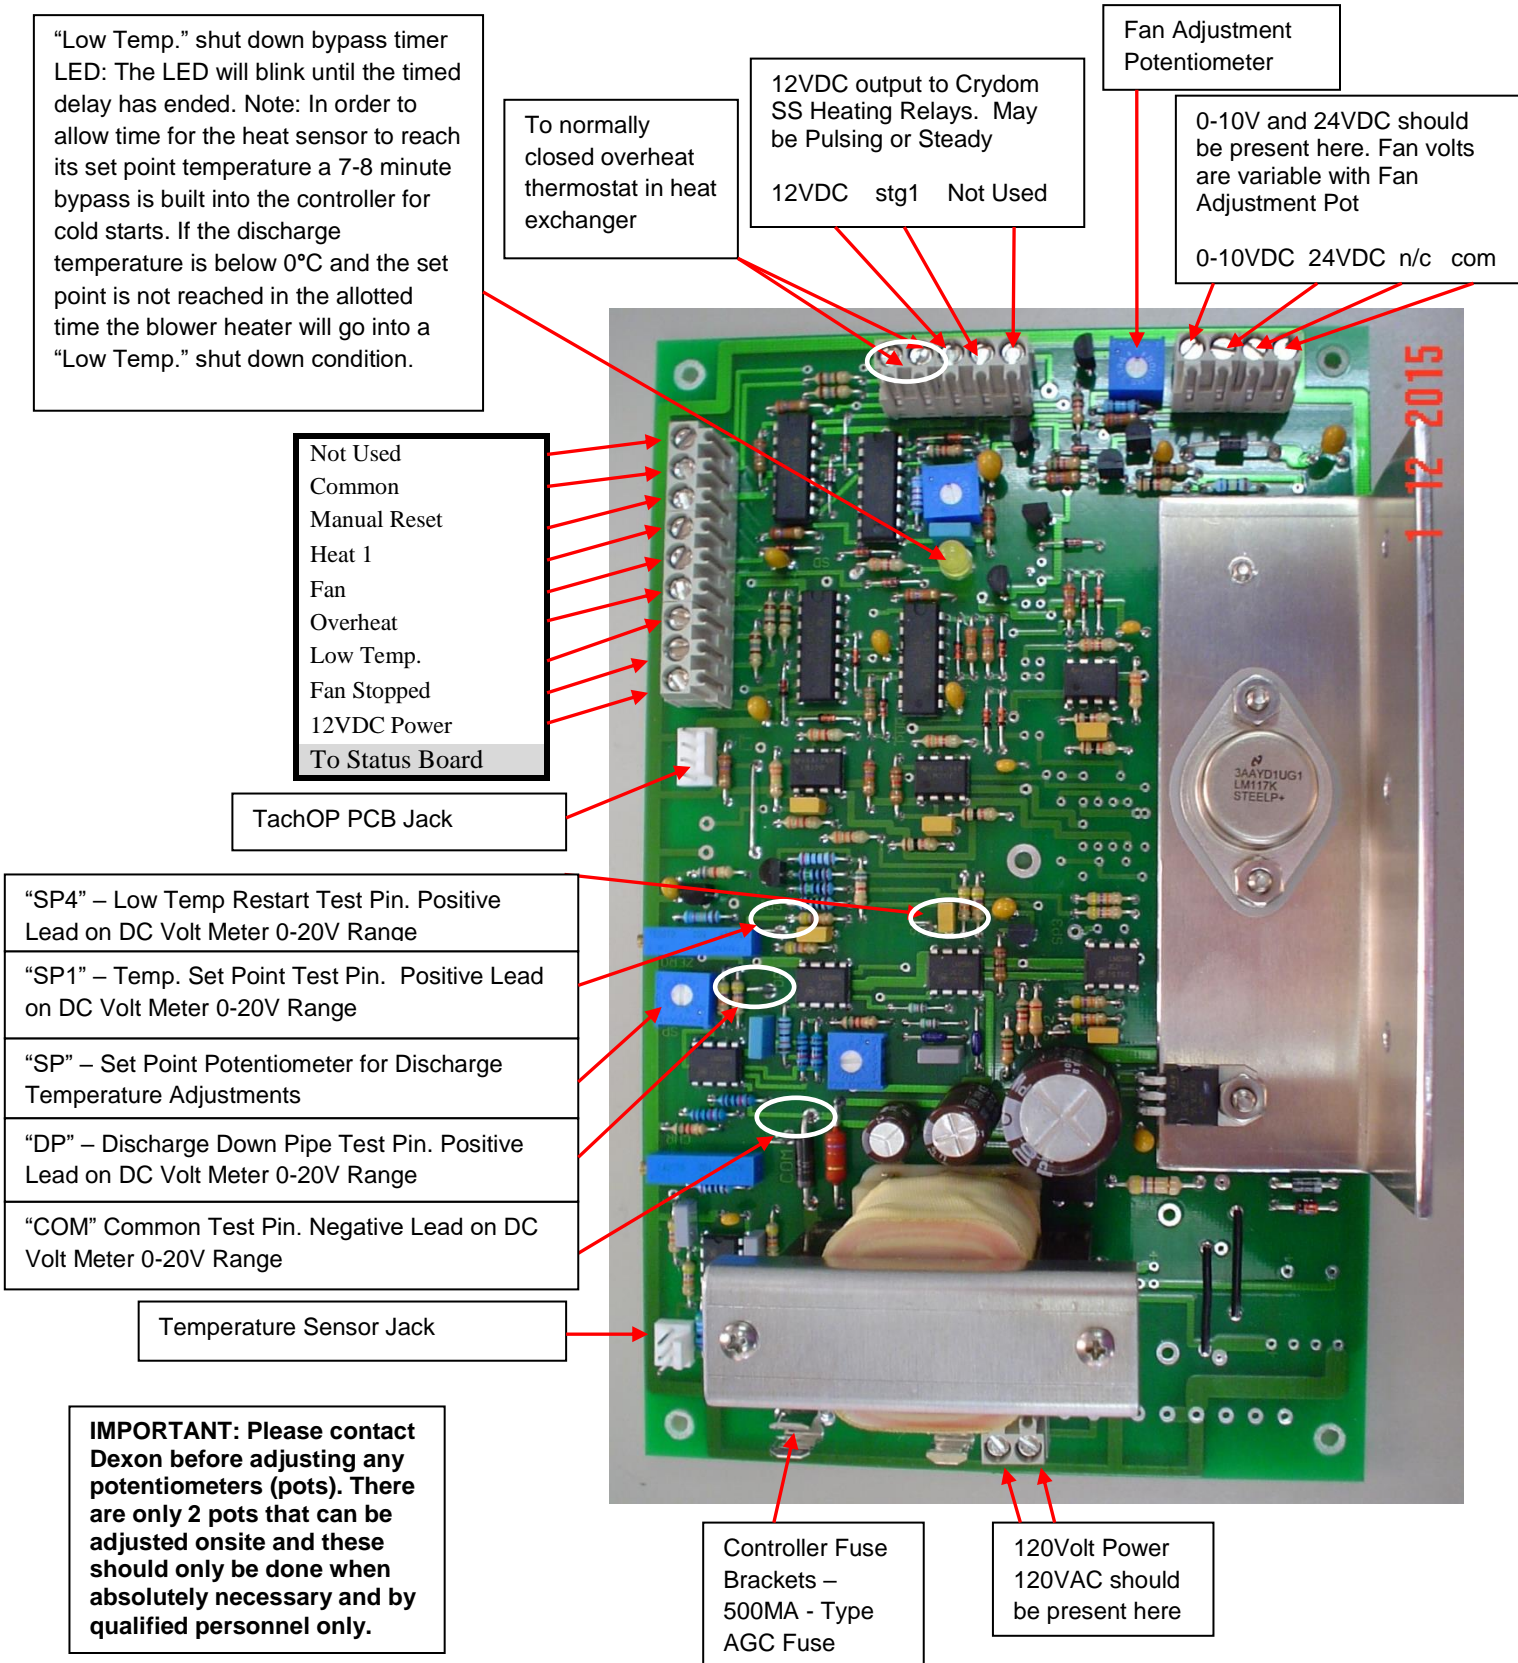 “Low Temp.” shut down bypass timer
LED: The LED will blink until the timed
delay has ended. Note: In order to
allow time for the heat sensor to reach
its set point temperature a 7-8 minute
bypass is built into the controller for
cold starts. If the discharge
temperature is below 0°C and the set
point is not reached in the allotted
time the blower heater will go into a
“Low Temp.” shut down condition.
To normally
closed overheat
thermostat in heat
exchanger
12VDC output to Crydom
SS Heating Relays.  May
be Pulsing or Steady
12VDC stg1 Not Used
Fan Adjustment
Potentiometer
0-10V and 24VDC should
be present here. Fan volts
are variable with Fan
Adjustment Pot
0-10VDC 24VDC n/c com
1 12 2015
Not Used
Common
Manual Reset
Heat 1
Fan
Overheat
Low Temp.
Fan Stopped
12VDC Power
To Status Board
TachOP PCB Jack
3AAYD1UG1
LM117K
STEELP+
“SP4” – Low Temp Restart Test Pin. Positive
Lead on DC Volt Meter 0-20V Range
“SP1” – Temp. Set Point Test Pin.  Positive Lead
on DC Volt Meter 0-20V Range
“SP” – Set Point Potentiometer for Discharge
Temperature Adjustments
“DP” – Discharge Down Pipe Test Pin. Positive
Lead on DC Volt Meter 0-20V Range
“COM” Common Test Pin. Negative Lead on DC
Volt Meter 0-20V Range
SP3
ZERO
SP
COM
Temperature Sensor Jack
IMPORTANT: Please contact
Dexon before adjusting any
potentiometers (pots). There
are only 2 pots that can be
adjusted onsite and these
should only be done when
absolutely necessary and by
qualified personnel only.
Controller Fuse
Brackets –
500MA - Type
AGC Fuse
120Volt Power
120VAC should
be present here